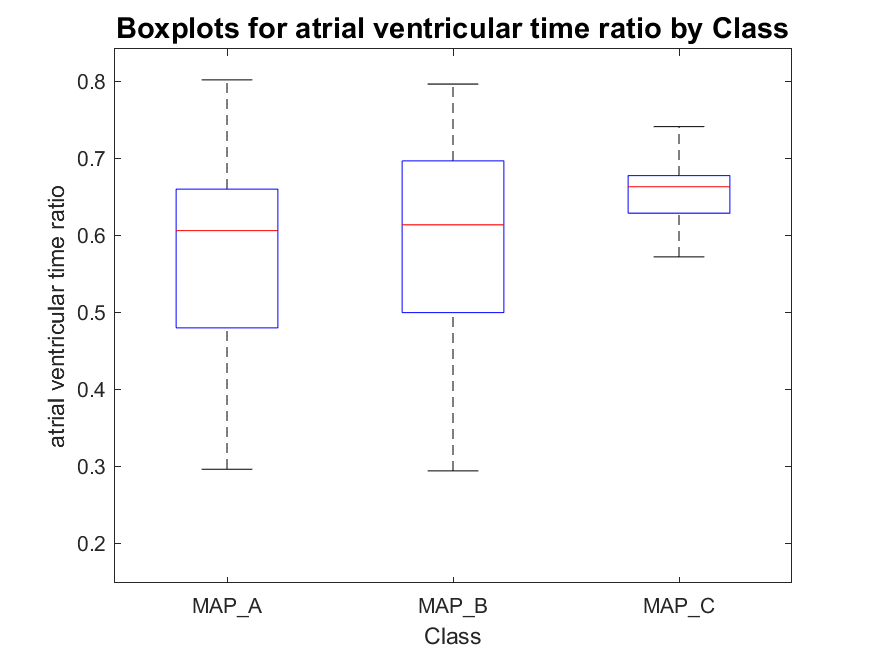 Boxplots for atrial ventricular time ratio by Class
atrial ventricular time ratio
0.8
0.7
0.6
0.5
0.4
0.3
0.2
MAP_A MAP_B MAP_C
Class